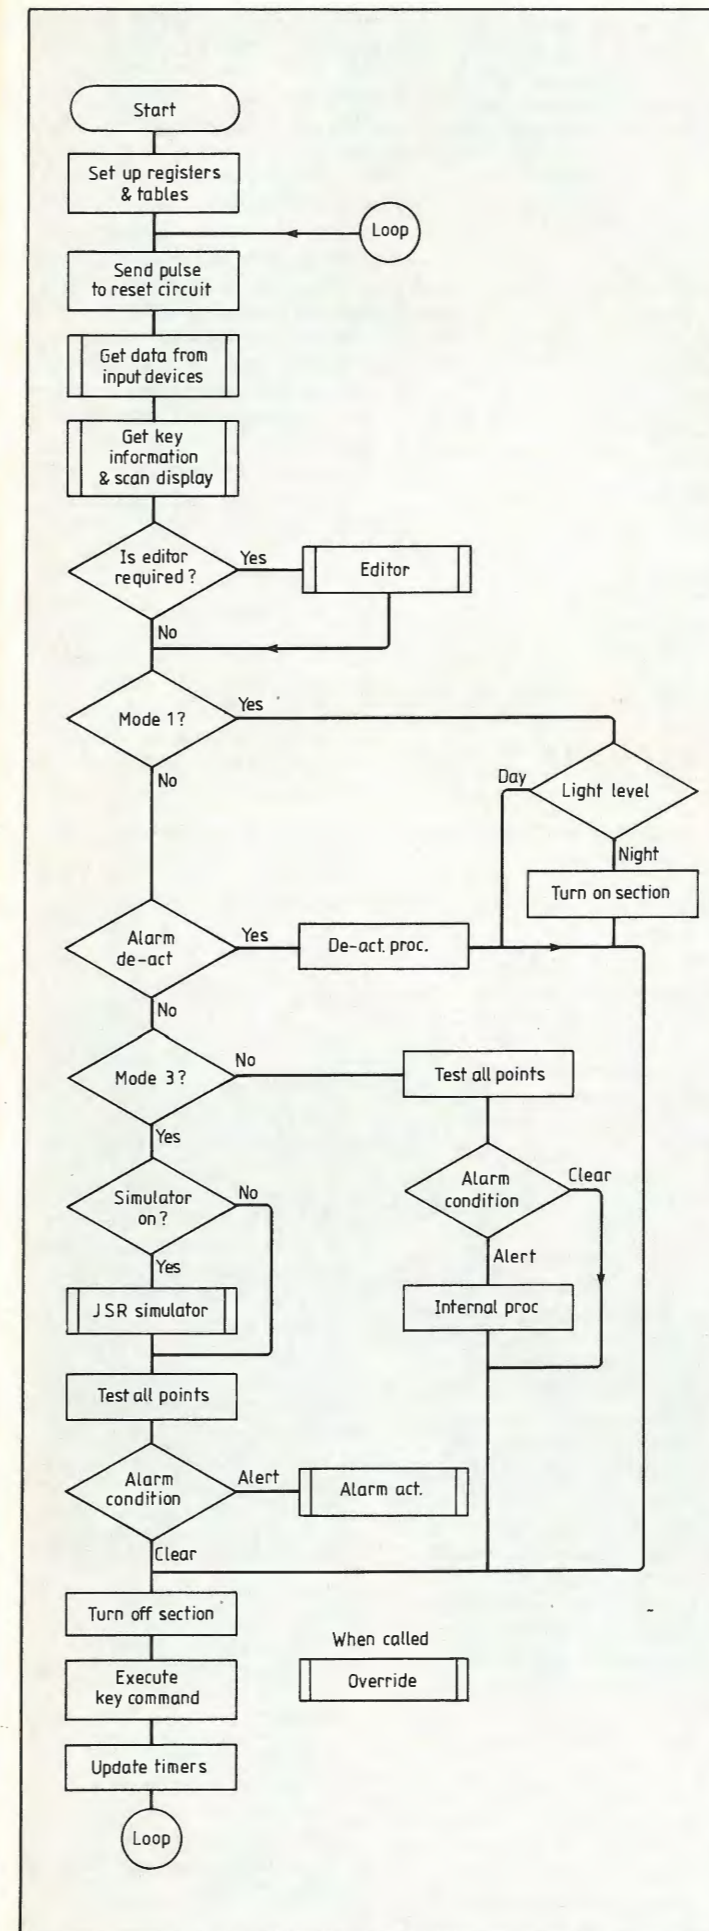 Start
Set up registers
& tables
Loop
Send pulse
to reset circuit
Get data from
input devices
Get key
information
& scan display
Is editor
required?
Yes
Editor
No
Mode 1?
Yes
No
Day
Light level
Night
Turn on section
Alarm
de-act
Yes
De-act. proc.
No
Mode 3?
No
Test all points
Yes
Alarm
condition
Clear
Simulator
on?
No
Alert
Yes
JSR simulator
Internal proc
Test all points
Alarm
condition
Alert
Alarm act.
Clear
Turn off section
When called
Override
Execute
key command
Update timers
Loop